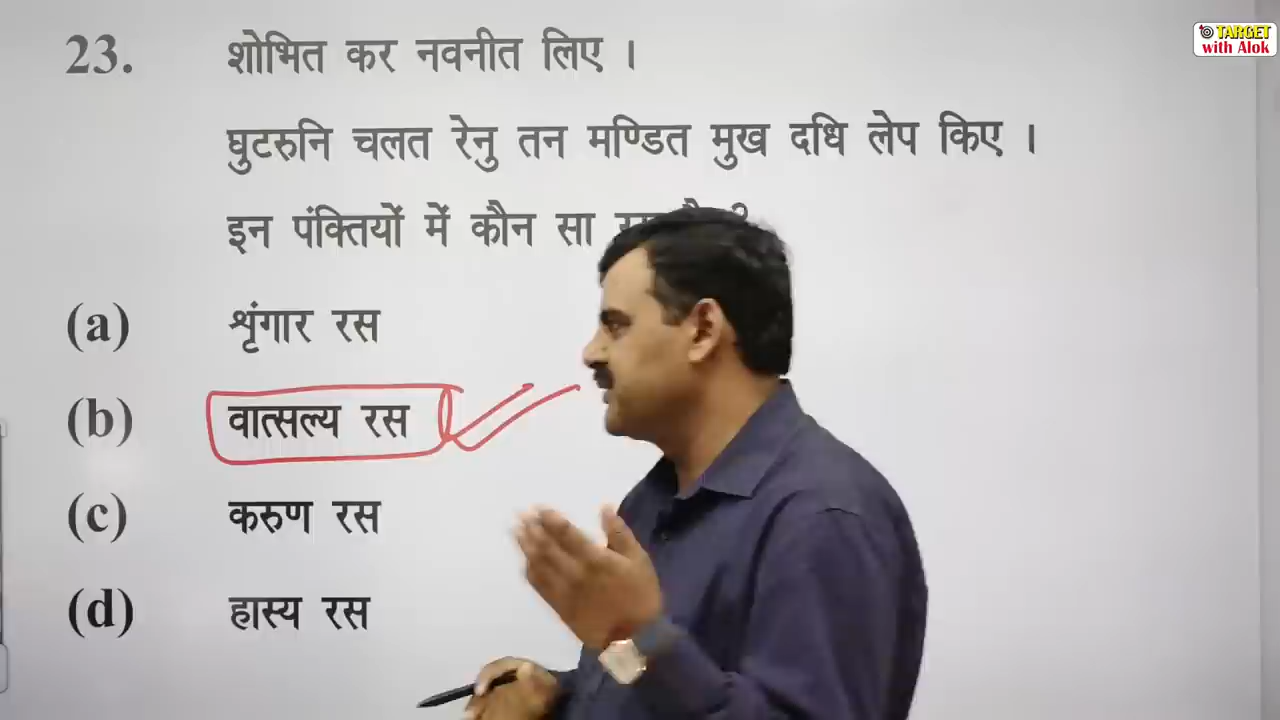 TARGET
with Alok
23. शोभित कर नवनीत लिए ।
घुटरुनि चलत रेनु तन मण्डित मुख दधि लेप किए ।
इन पंक्तियों में कौन सा
(a) शृंगार रस
(b) वात्सल्य रस
(c) करुण रस
(d) हास्य रस